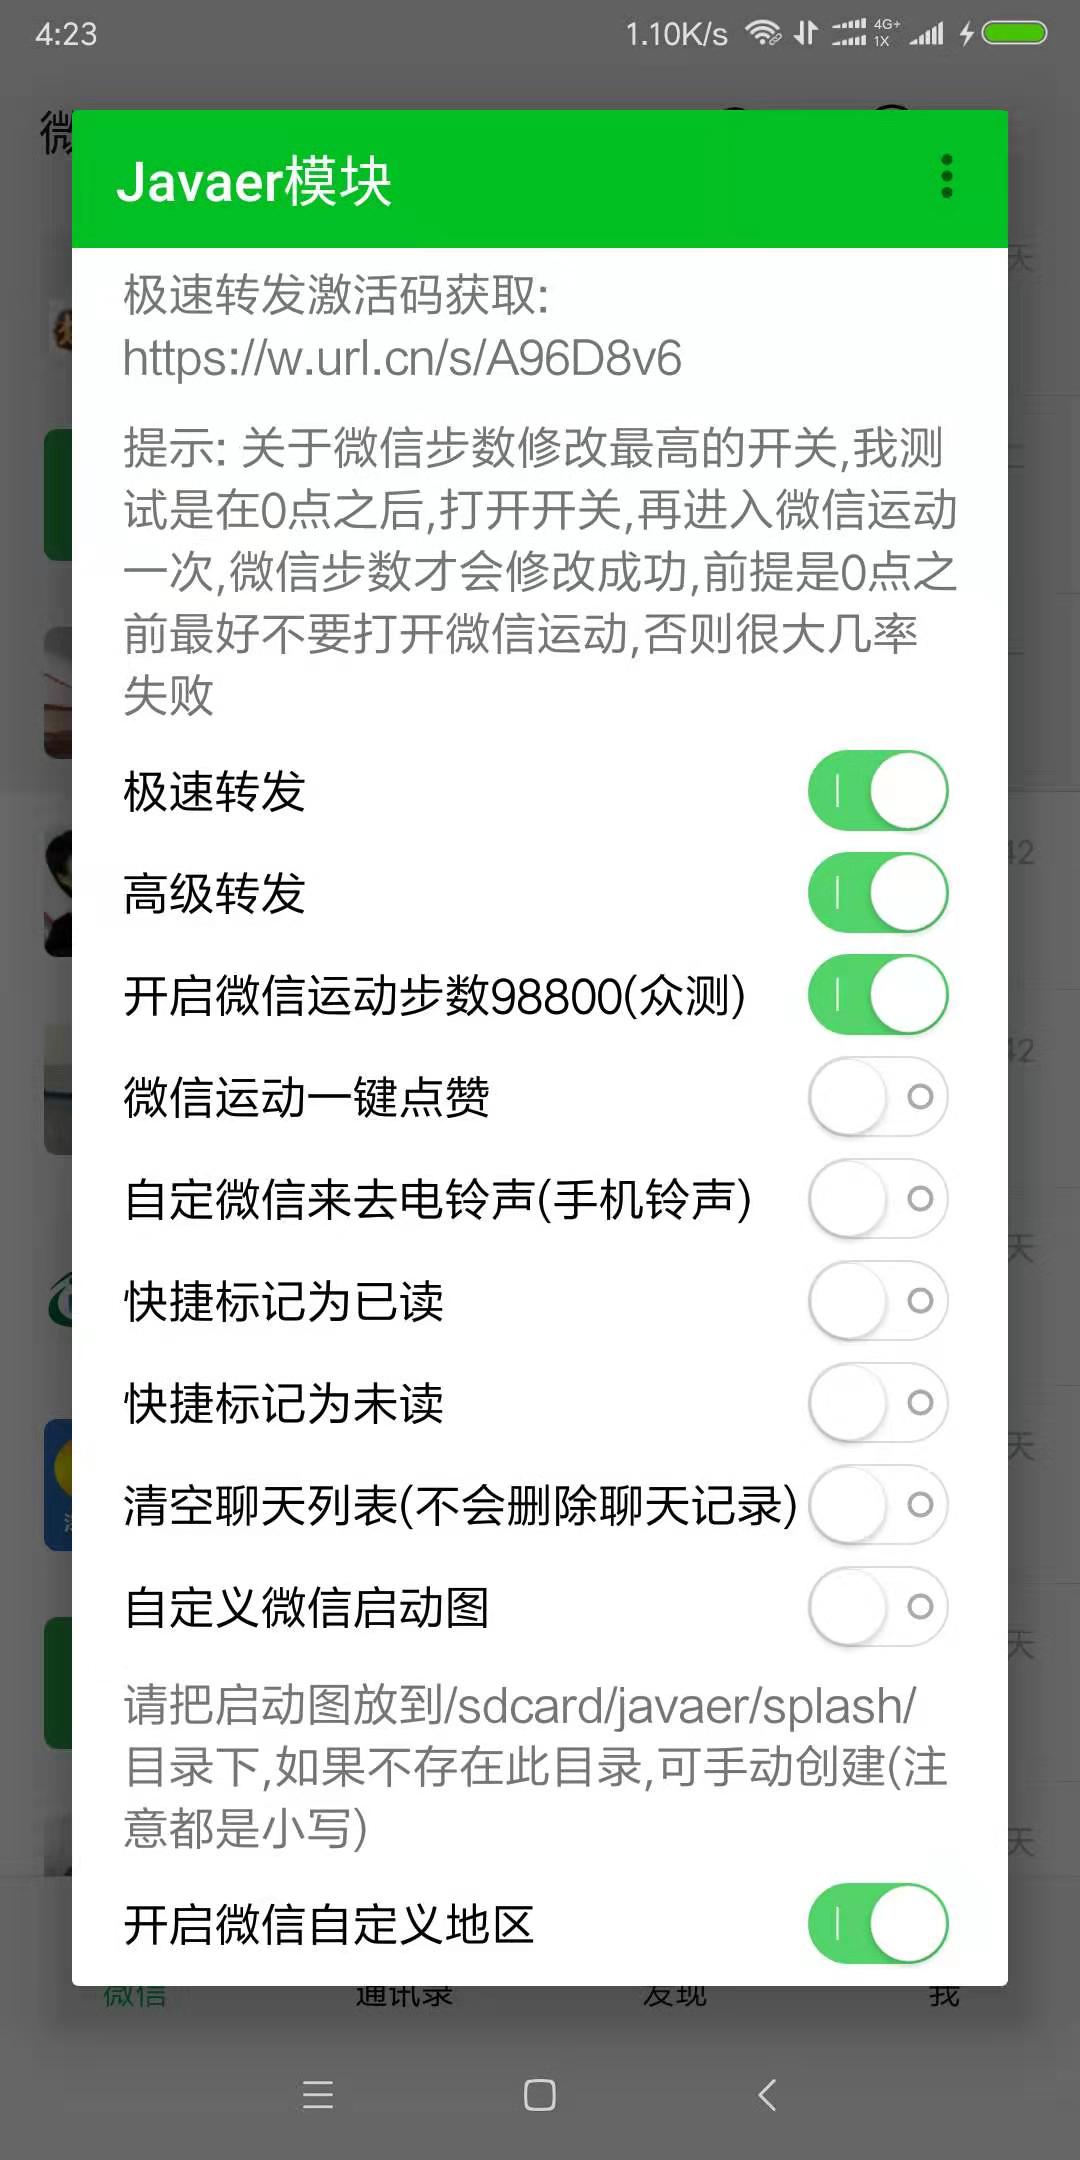 4:23
1.10K/s
4G+
1X
微
Javaer模块
天
极速转发激活码获取:
https://w.url.cn/s/A96D8v6
提示: 关于微信步数修改最高的开关,我测
试是在0点之后,打开开关,再进入微信运动
一次,微信步数才会修改成功,前提是0点之
前最好不要打开微信运动,否则很大几率
失败
极速转发
42
高级转发
开启微信运动步数98800(众测)
42
微信运动一键点赞
自定微信来去电铃声(手机铃声)
天
快捷标记为已读
快捷标记为未读
天
清空聊天列表(不会删除聊天记录)
自定义微信启动图
天
请把启动图放到/sdcard/javaer/splash/
目录下,如果不存在此目录,可手动创建(注
意都是小写)
天
开启微信自定义地区
微信
通讯录
发现
我